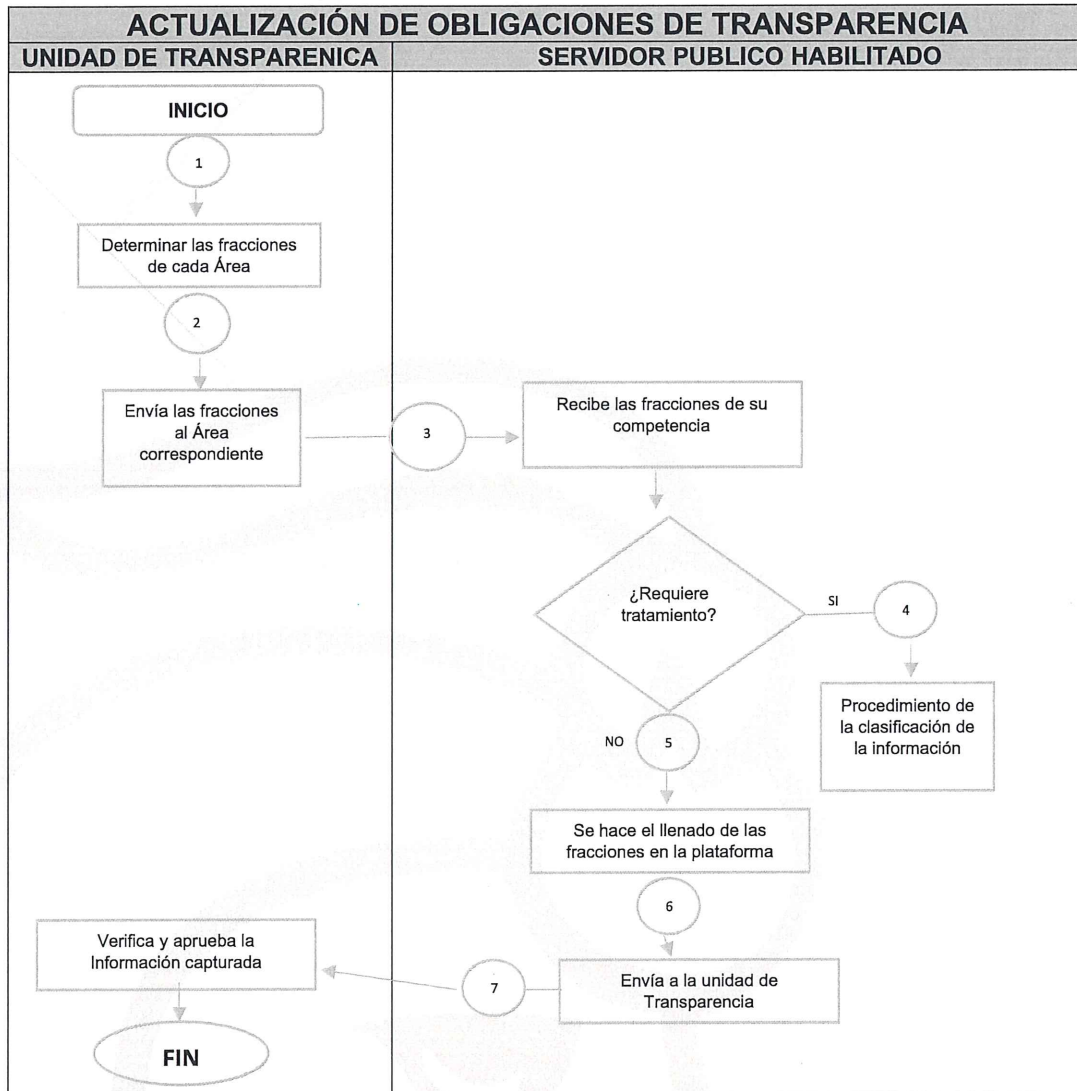 ACTUALIZACIÓN DE OBLIGACIONES DE TRANSPARENCIA
UNIDAD DE TRANSPARENICA
SERVIDOR PUBLICO HABILITADO
INICIO
1
Determinar las fracciones
de cada Área
2
Envía las fracciones
al Área
correspondiente
3
Recibe las fracciones de su
competencia
¿Requiere
tratamiento?
SI
4
Procedimiento de
la clasificación de
la información
NO
5
Se hace el llenado de las
fracciones en la plataforma
6
Envía a la unidad de
Transparencia
7
Verifica y aprueba la
Información capturada
FIN